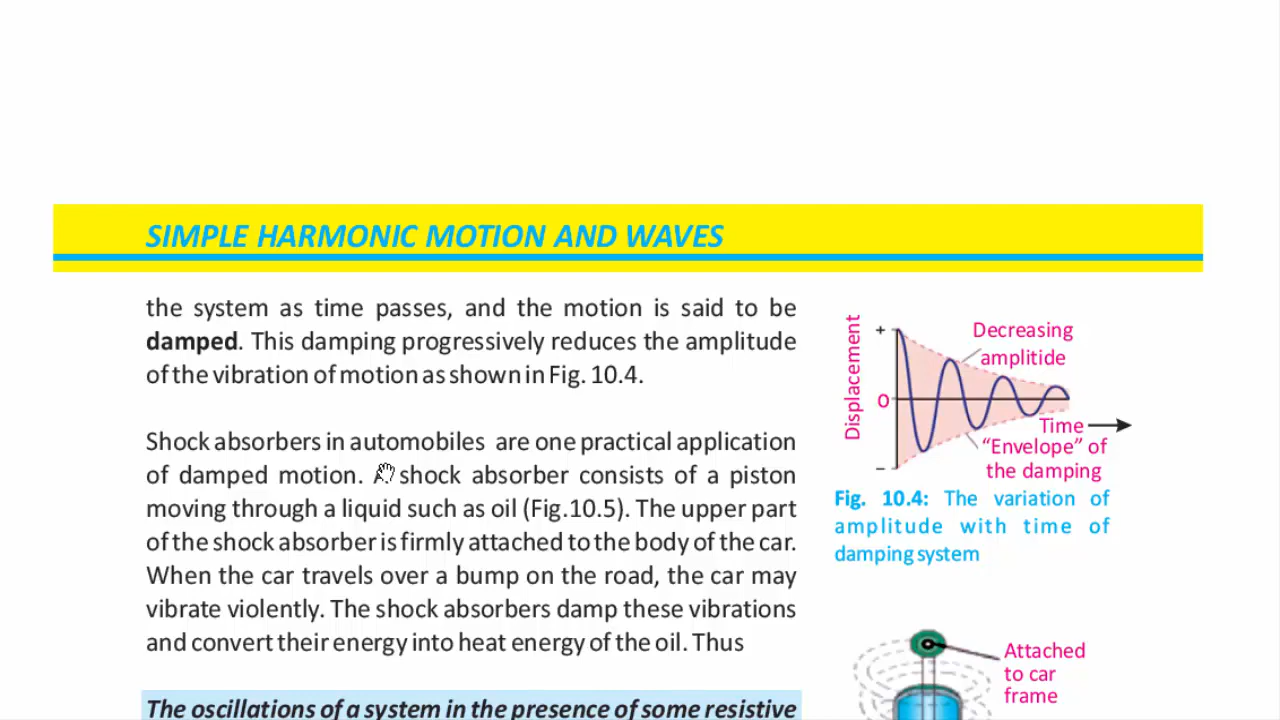 SIMPLE HARMONIC MOTION AND WAVES
the system as time passes, and the motion is said to be
damped. This damping progressively reduces the amplitude
of the vibration of motion as shown in Fig. 10.4.
Shock absorbers in automobiles are one practical application
of damped motion. A shock absorber consists of a piston
moving through a liquid such as oil (Fig.10.5). The upper part
of the shock absorber is firmly attached to the body of the car.
When the car travels over a bump on the road, the car may
vibrate violently. The shock absorbers damp these vibrations
and convert their energy into heat energy of the oil. Thus
The oscillations of a system in the presence of some resistive
Displacement
+
O
–
Decreasing
amplitide
Time
“Envelope” of
the damping
Fig. 10.4: The variation of
amplitude with time of
damping system
Attached
to car
frame